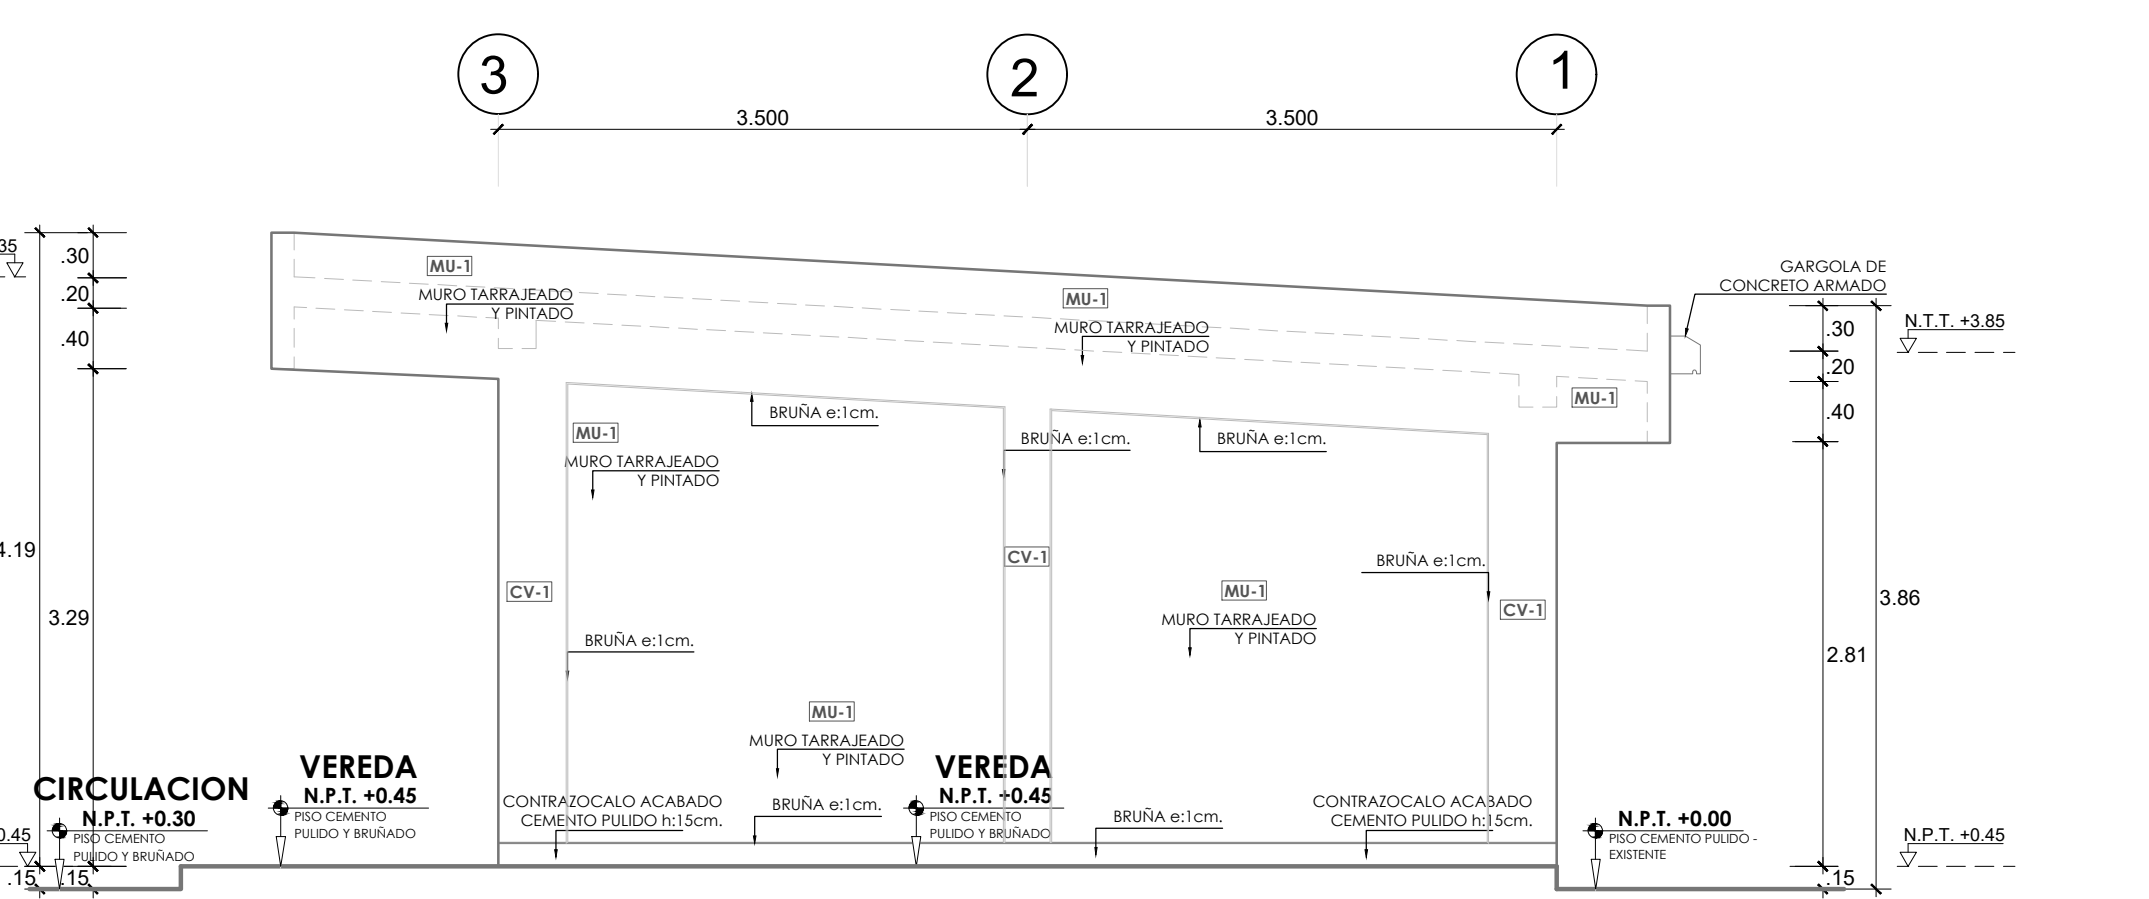 3
2
1
3.500
3.500
35
.30
.20
.40
4.19
3.29
0.45
.15
.15
MU-1
MURO TARRAJEADO
Y PINTADO
MU-1
MURO TARRAJEADO
Y PINTADO
GARGOLA DE
CONCRETO ARMADO
.30
.20
.40
N.T.T. +3.85
MU-1
BRUÑA e:1cm.
MU-1
MURO TARRAJEADO
Y PINTADO
BRUÑA e:1cm.
BRUÑA e:1cm.
CV-1
CV-1
BRUÑA e:1cm.
MU-1
MURO TARRAJEADO
Y PINTADO
CV-1
3.86
2.81
BRUÑA e:1cm.
MU-1
MURO TARRAJEADO
Y PINTADO
CIRCULACION
N.P.T. +0.30
PISO CEMENTO
PULIDO Y BRUÑADO
VEREDA
N.P.T. +0.45
PISO CEMENTO
PULIDO Y BRUÑADO
CONTRAZOCALO ACABADO
CEMENTO PULIDO h:15cm.
BRUÑA e:1cm.
VEREDA
N.P.T. +0.45
PISO CEMENTO
PULIDO Y BRUÑADO
BRUÑA e:1cm.
CONTRAZOCALO ACABADO
CEMENTO PULIDO h:15cm.
N.P.T. +0.00
PISO CEMENTO PULIDO -
EXISTENTE
N.P.T. +0.45
.15